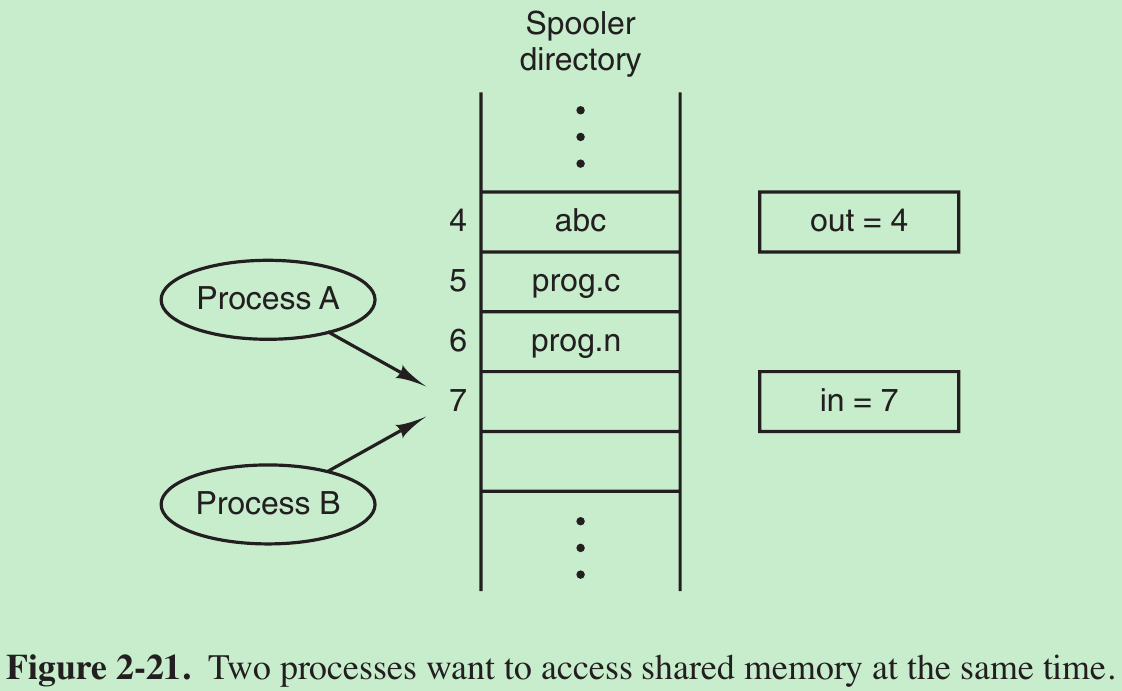 Spooler
directory
4 abc out = 4
5 prog.c
Process A
6 prog.n
7 in = 7
Process B
Figure 2-21. Two processes want to access shared memory at the same time.